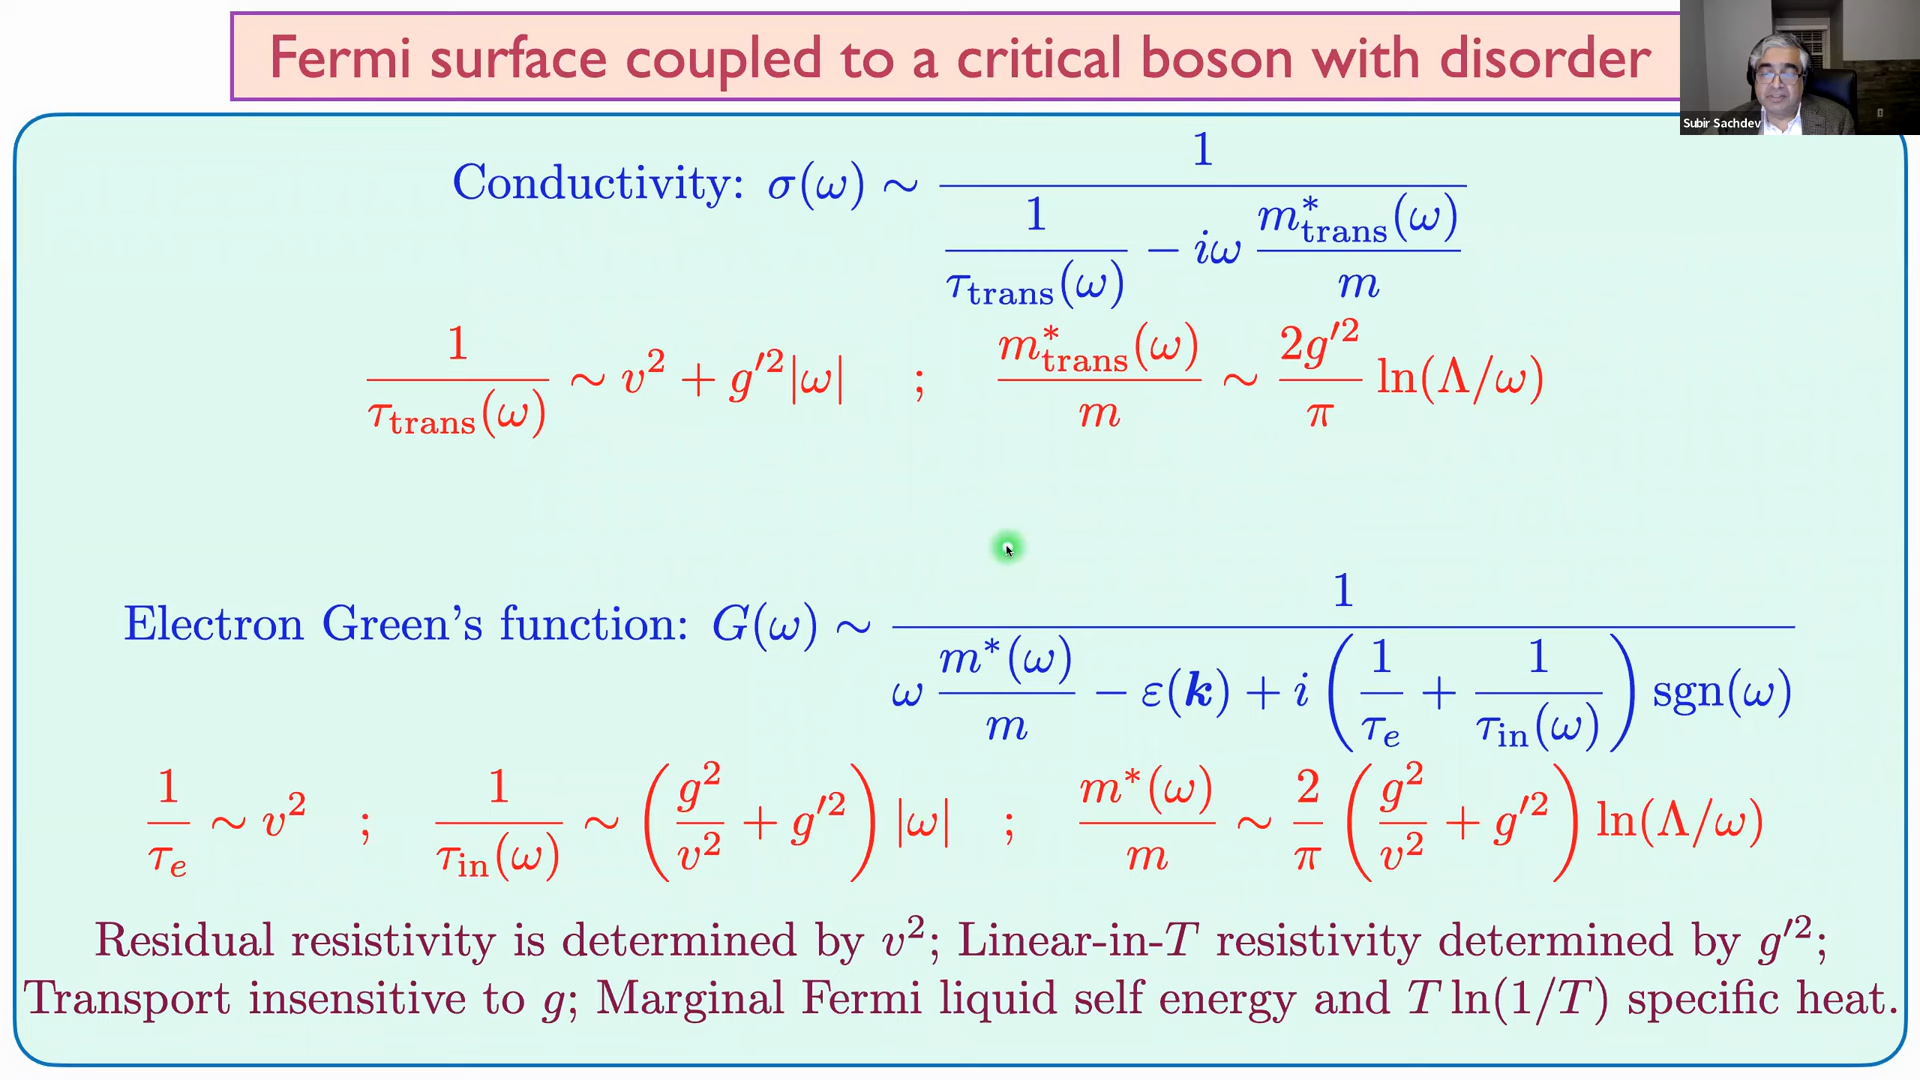 Fermi surface coupled to a critical boson with disorder
Subir Sachdev
Conductivity: σ(ω) ∼ 1 / ( 1/τ_trans(ω) − iω m*_trans(ω)/m )
1/τ_trans(ω) ∼ v² + g′²|ω| ; m*_trans(ω)/m ∼ 2g′²/π ln(Λ/ω)
Electron Green's function: G(ω) ∼ 1 / ( ω m*(ω)/m − ε(𝒌) + i (1/τ_e + 1/τ_in(ω)) sgn(ω) )
1/τ_e ∼ v² ; 1/τ_in(ω) ∼ (g²/v² + g′²) |ω| ; m*(ω)/m ∼ 2/π (g²/v² + g′²) ln(Λ/ω)
Residual resistivity is determined by v²; Linear-in-T resistivity determined by g′²;
Transport insensitive to g; Marginal Fermi liquid self energy and T ln(1/T) specific heat.